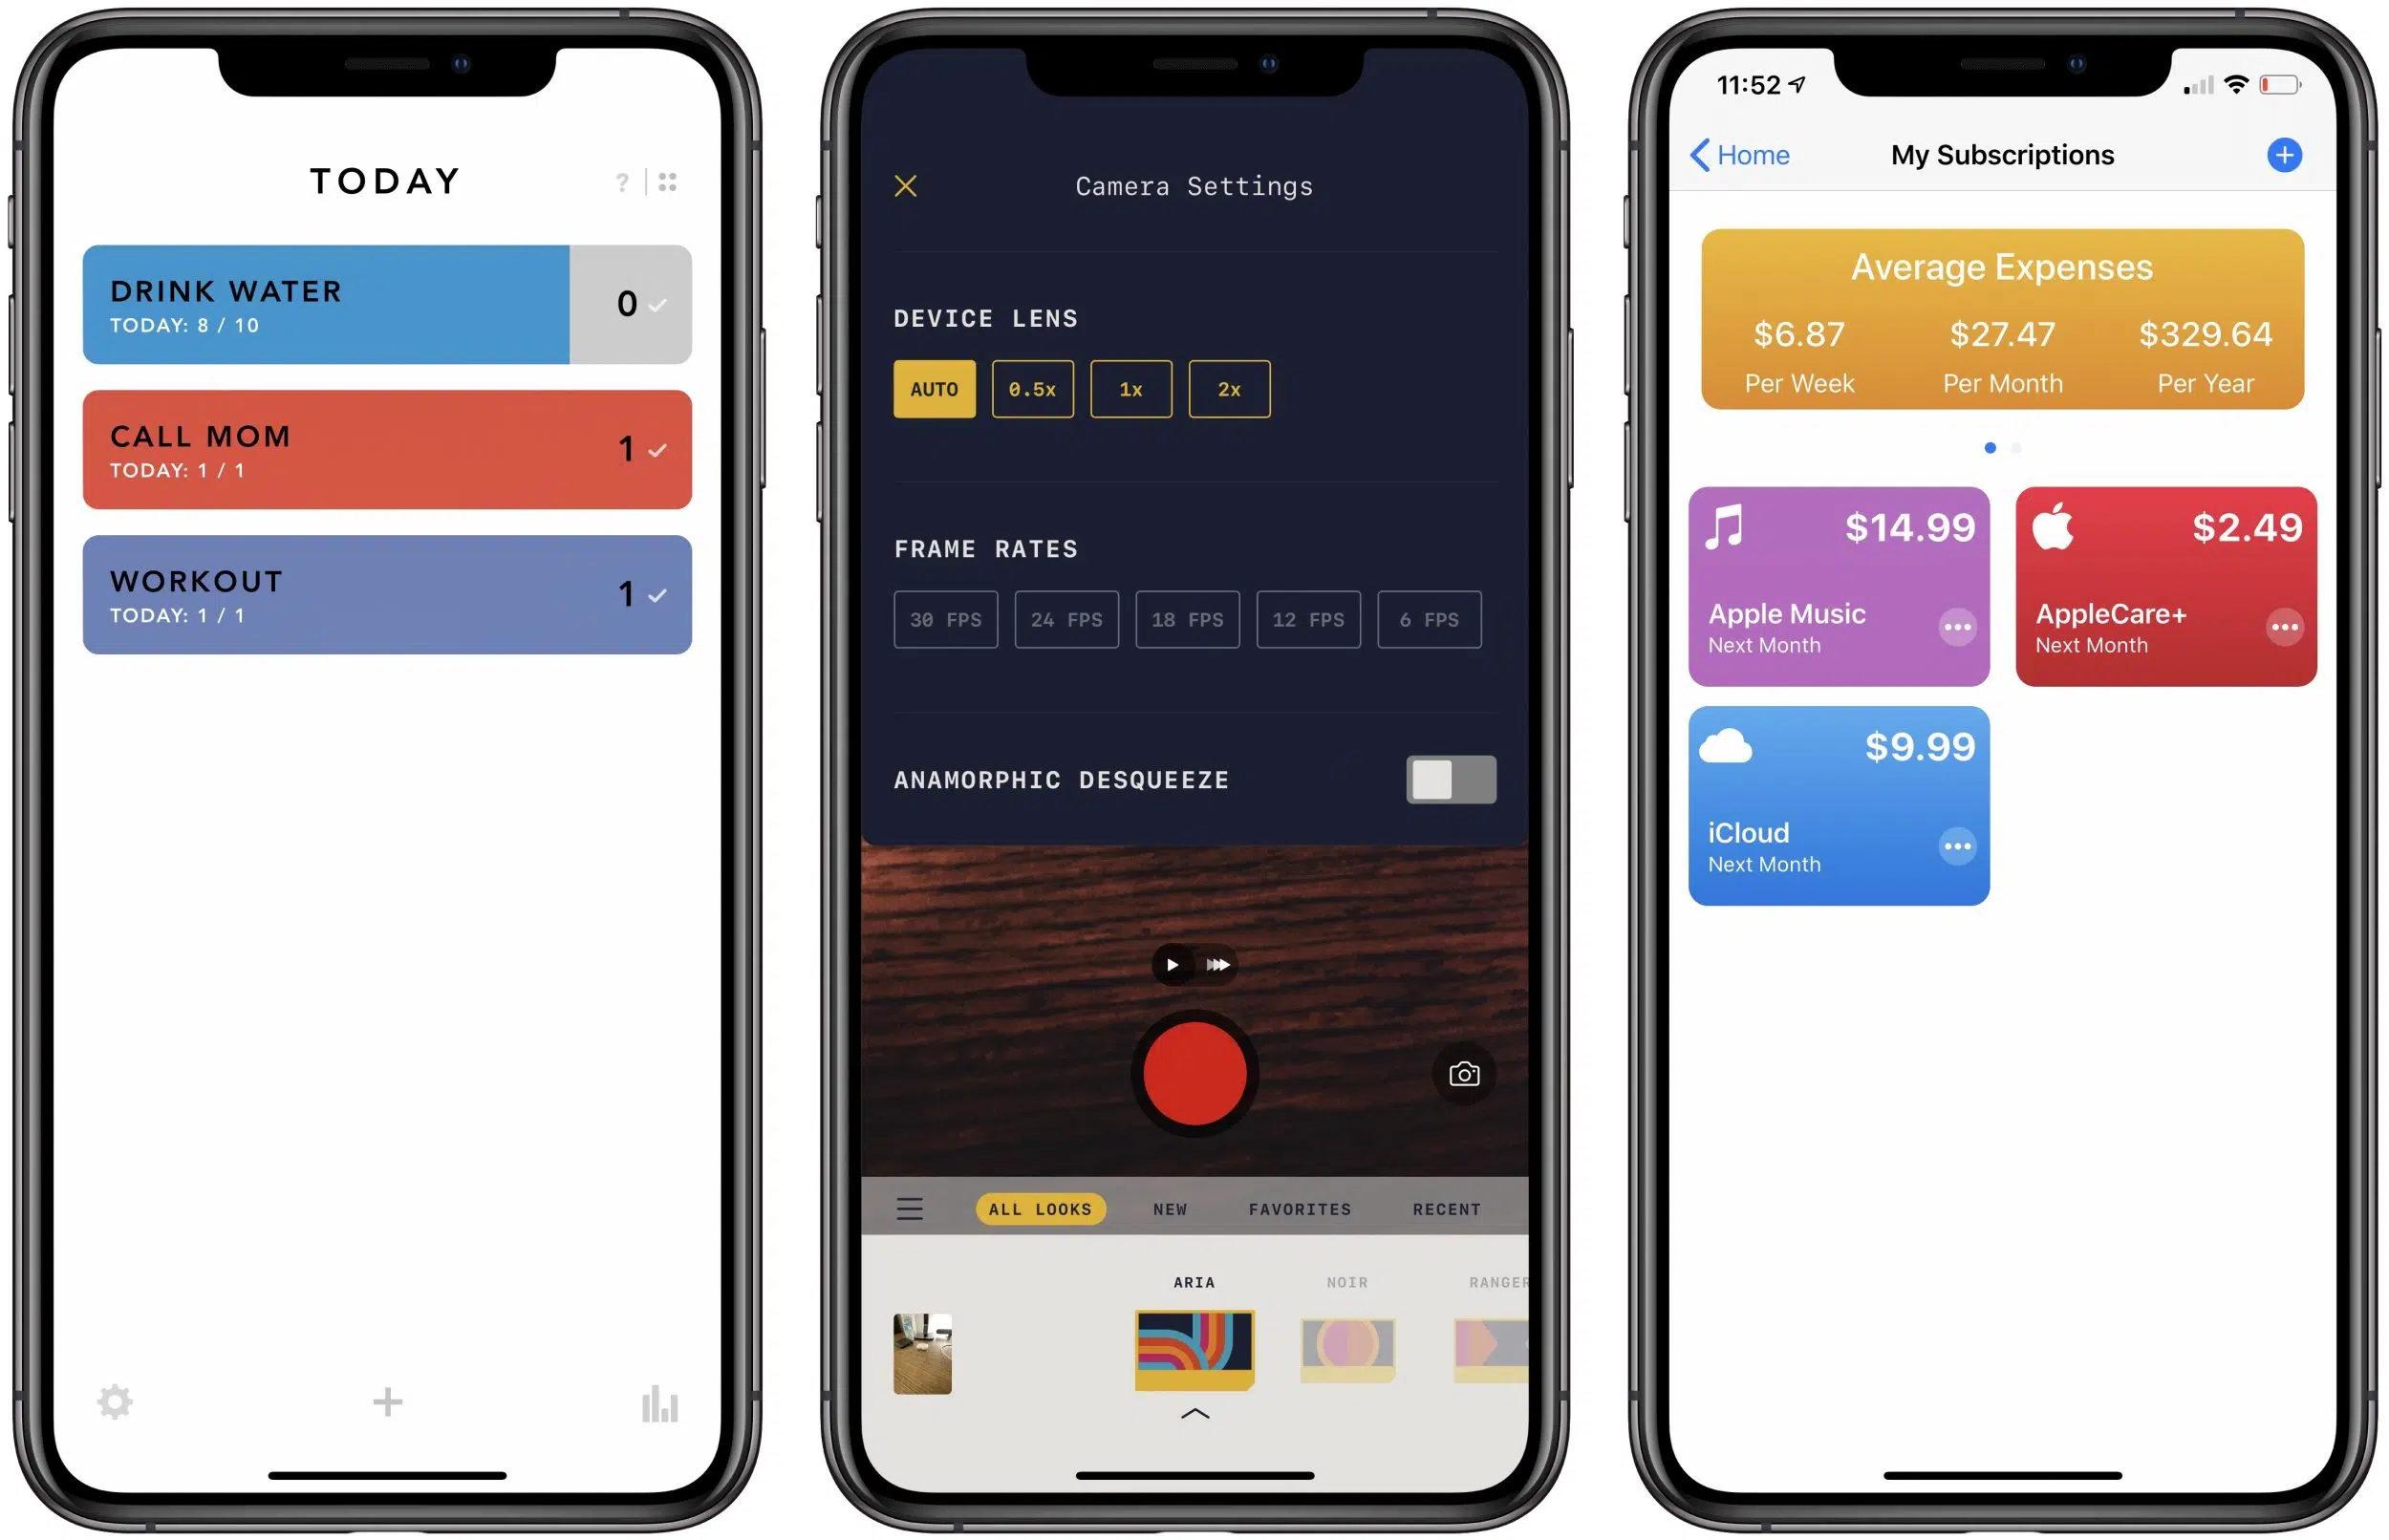 TODAY
?
DRINK WATER
TODAY: 8 / 10
0
CALL MOM
TODAY: 1 / 1
1
WORKOUT
TODAY: 1 / 1
1
Camera Settings
DEVICE LENS
AUTO 0.5x 1x 2x
FRAME RATES
30 FPS 24 FPS 18 FPS 12 FPS 6 FPS
ANAMORPHIC DESQUEEZE
ALL LOOKS NEW FAVORITES RECENT
ARIA NOIR RANGER
11:52
Home My Subscriptions
Average Expenses
$6.87 $27.47 $329.64
Per Week Per Month Per Year
$14.99
Apple Music
Next Month
$2.49
AppleCare+
Next Month
$9.99
iCloud
Next Month